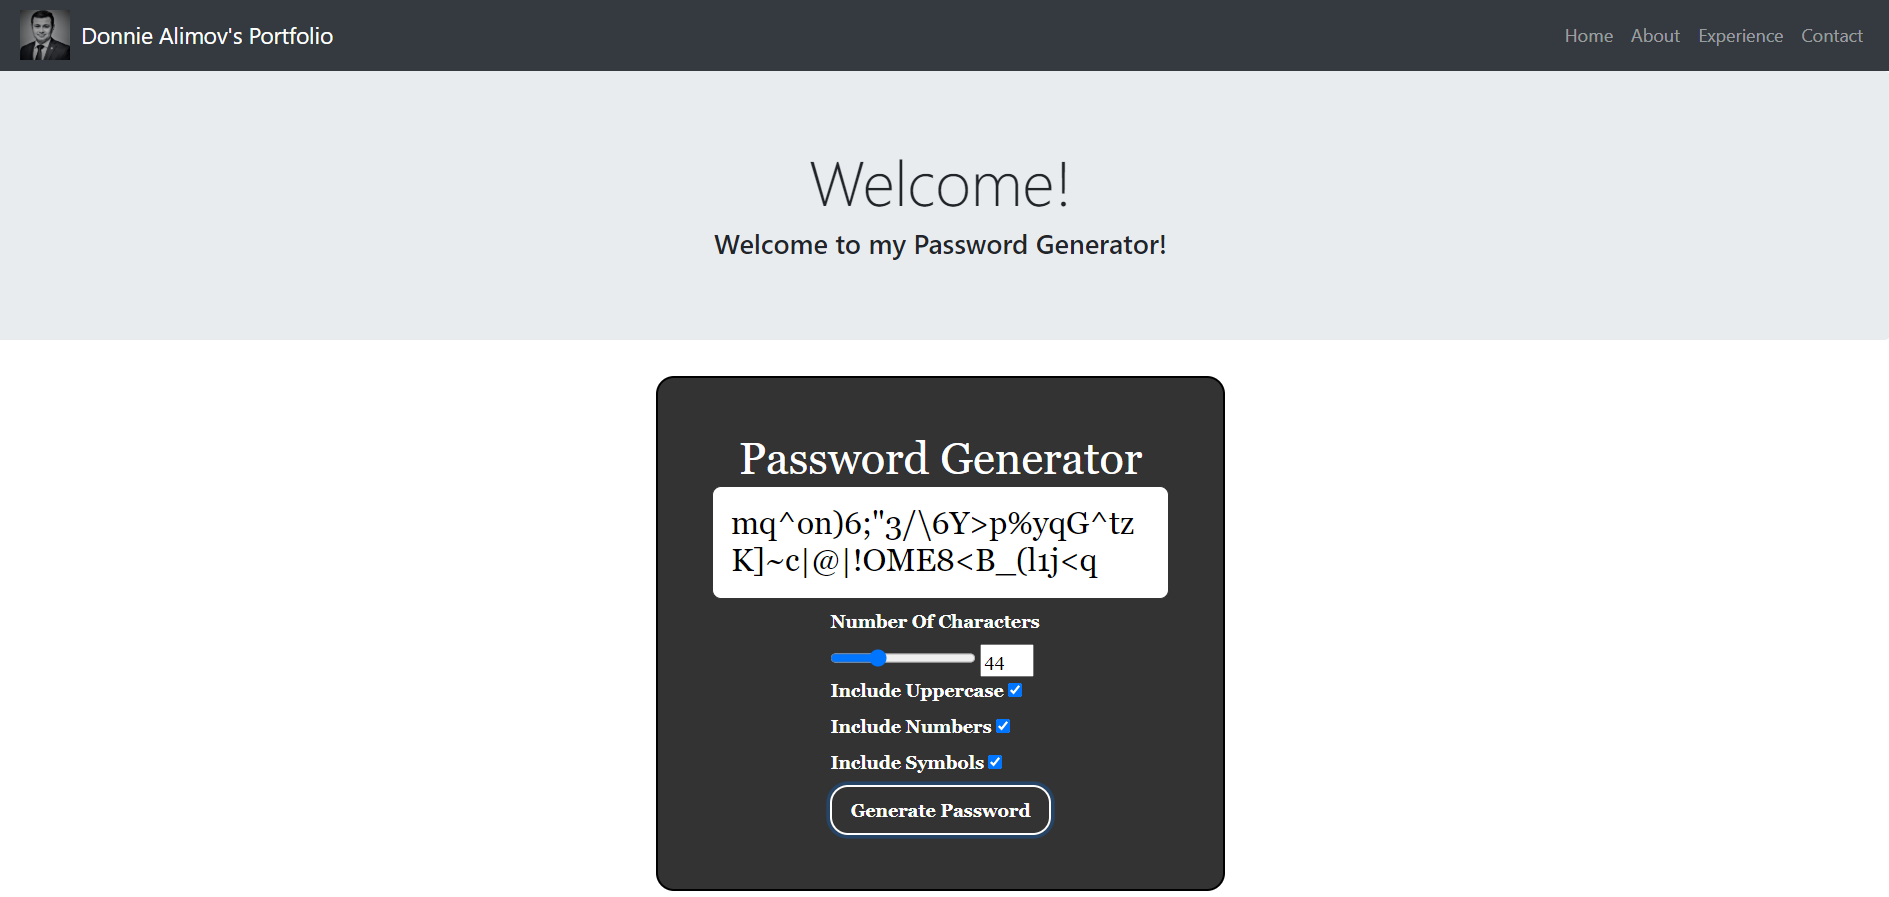 Donnie Alimov's Portfolio
Home About Experience Contact
Welcome!
Welcome to my Password Generator!
Password Generator
mq^on)6;"3/\6Y>p%yqG^tz
K]~c|@|!OME8<B_(l1j<q
Number Of Characters
44
Include Uppercase
Include Numbers
Include Symbols
Generate Password